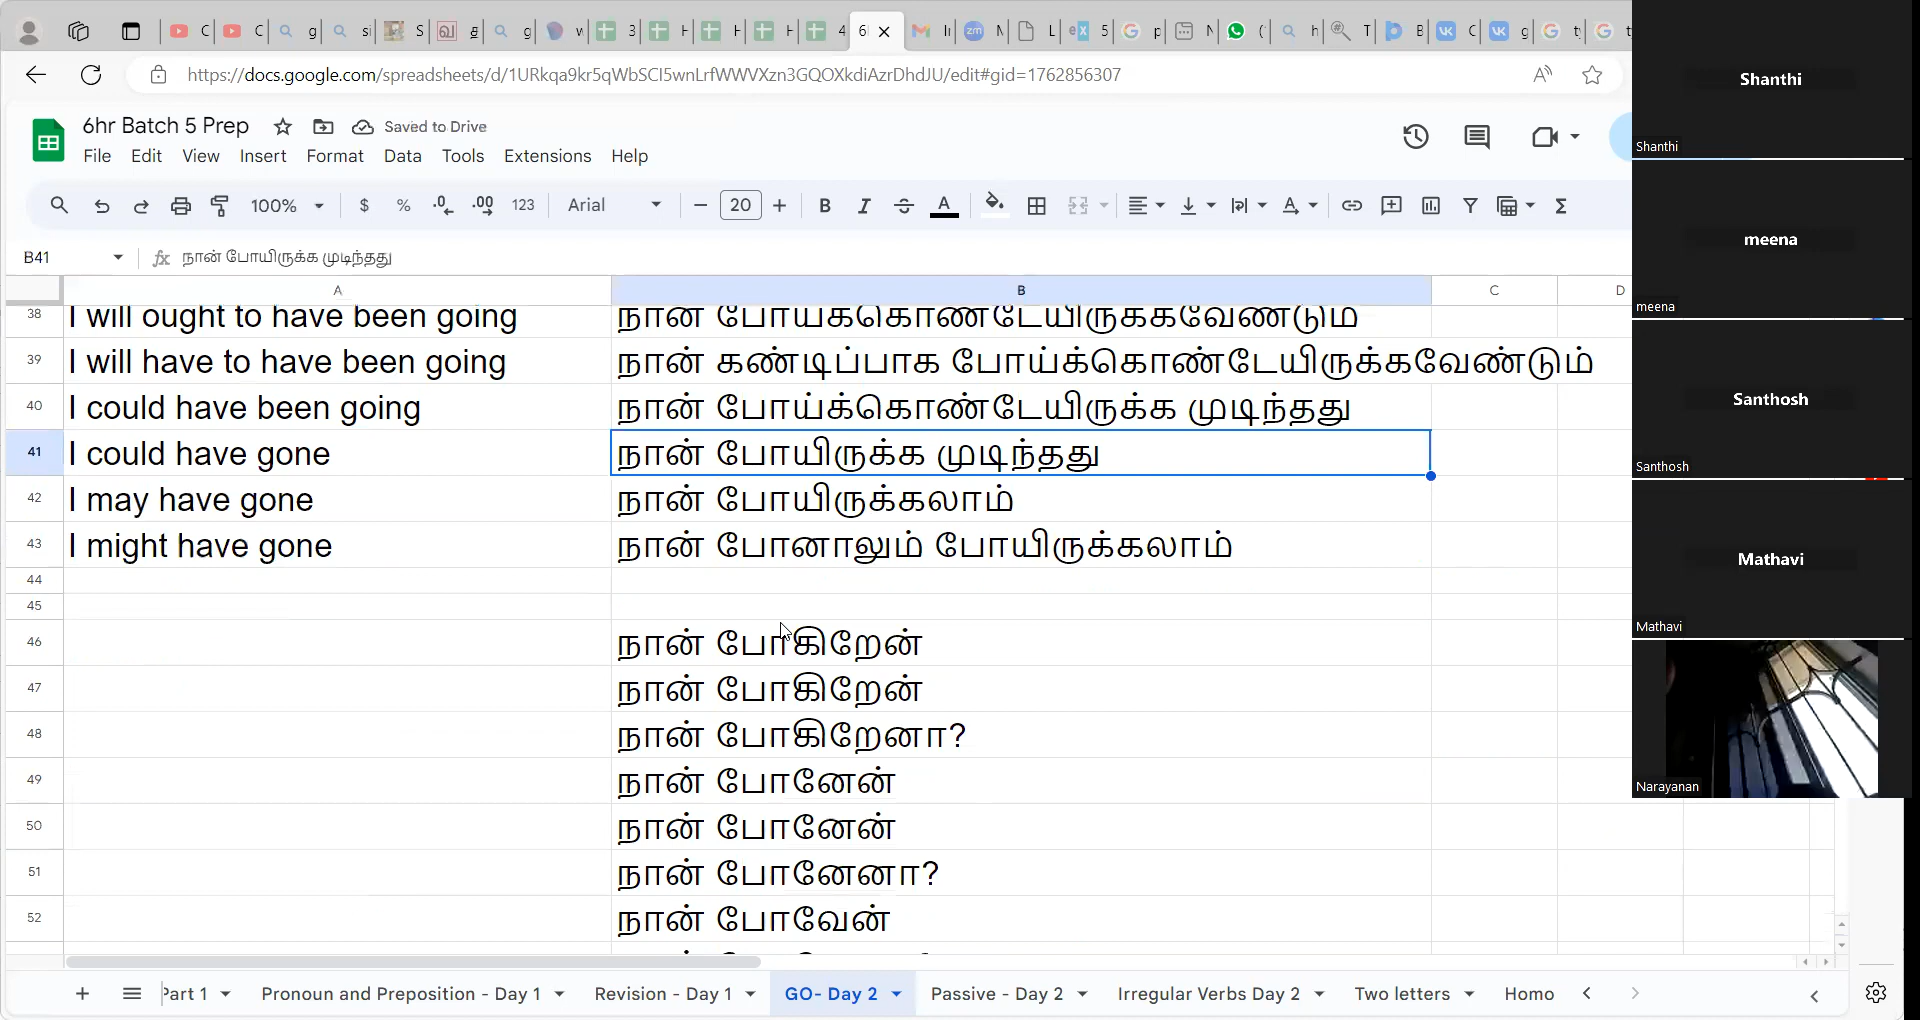 https://docs.google.com/spreadsheets/d/1URkqa9kr5qWbSCI5wnLrfWWVXzn3GQOXkdiAzrDhdJU/edit#gid=1762856307
6hr Batch 5 Prep
Saved to Drive
File Edit View Insert Format Data Tools Extensions Help
100% $ % .0 .00 123 Arial 20
B41 fx நான் போயிருக்க முடிந்தது
A B C D
38 I will ought to have been going நான் போய்க்கொண்டேயிருக்கவேண்டும்
39 I will have to have been going நான் கண்டிப்பாக போய்க்கொண்டேயிருக்கவேண்டும்
40 I could have been going நான் போய்க்கொண்டேயிருக்க முடிந்தது
41 I could have gone நான் போயிருக்க முடிந்தது
42 I may have gone நான் போயிருக்கலாம்
43 I might have gone நான் போனாலும் போயிருக்கலாம்
44
45
46 நான் போகிறேன்
47 நான் போகிறேன்
48 நான் போகிறேனா?
49 நான் போனேன்
50 நான் போனேன்
51 நான் போனேனா?
52 நான் போவேன்
Part 1 Pronoun and Preposition - Day 1 Revision - Day 1 GO- Day 2 Passive - Day 2 Irregular Verbs Day 2 Two letters Homo
Shanthi
Shanthi
meena
meena
Santhosh
Santhosh
Mathavi
Mathavi
Narayanan